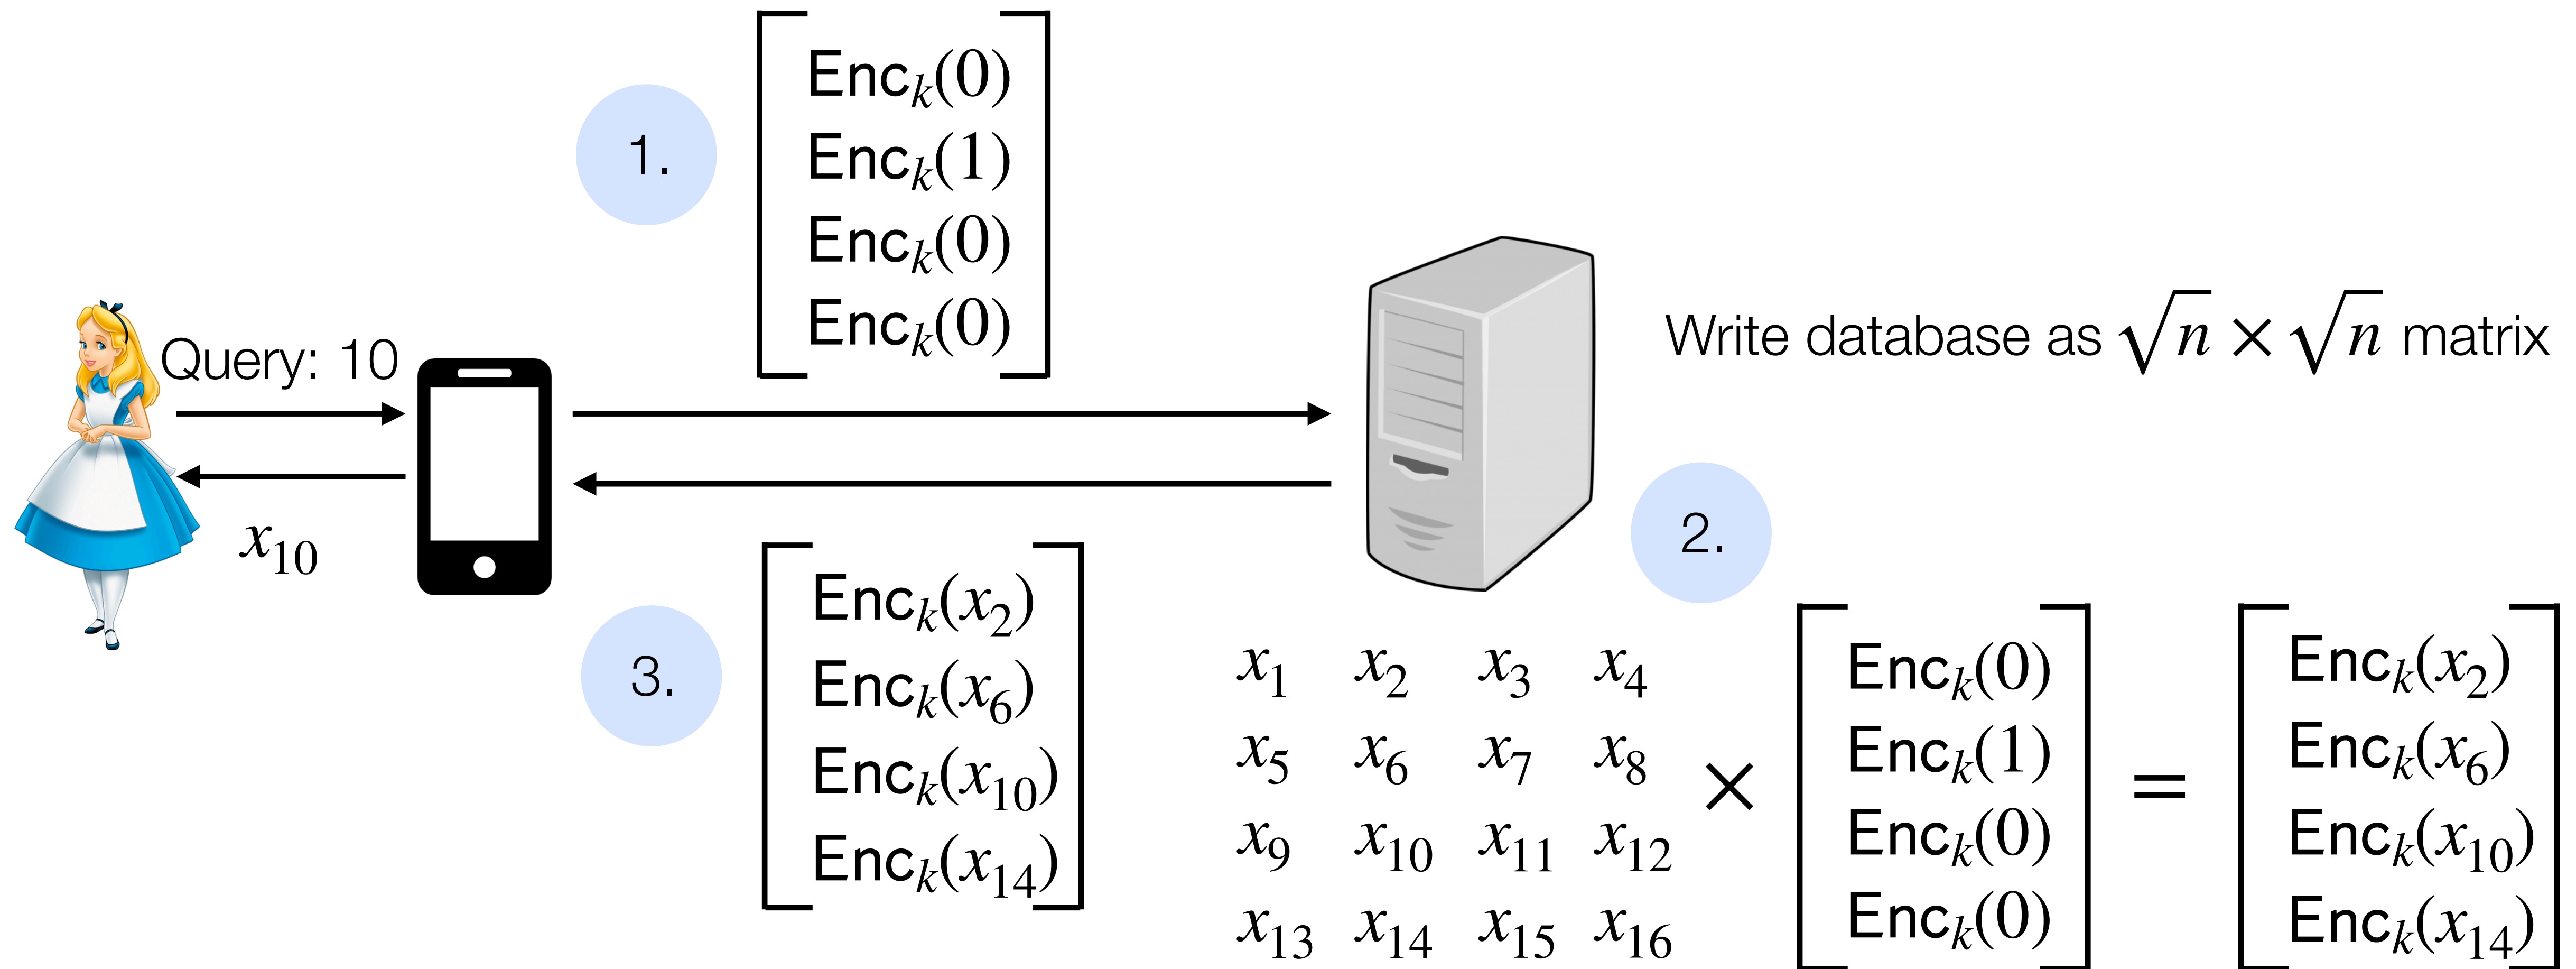 1.
Enc_k(0)
Enc_k(1)
Enc_k(0)
Enc_k(0)
Query: 10
x_10
Write database as √n × √n matrix
2.
x_1 x_2 x_3 x_4
x_5 x_6 x_7 x_8
x_9 x_10 x_11 x_12
x_13 x_14 x_15 x_16
×
Enc_k(0)
Enc_k(1)
Enc_k(0)
Enc_k(0)
=
Enc_k(x_2)
Enc_k(x_6)
Enc_k(x_10)
Enc_k(x_14)
3.
Enc_k(x_2)
Enc_k(x_6)
Enc_k(x_10)
Enc_k(x_14)